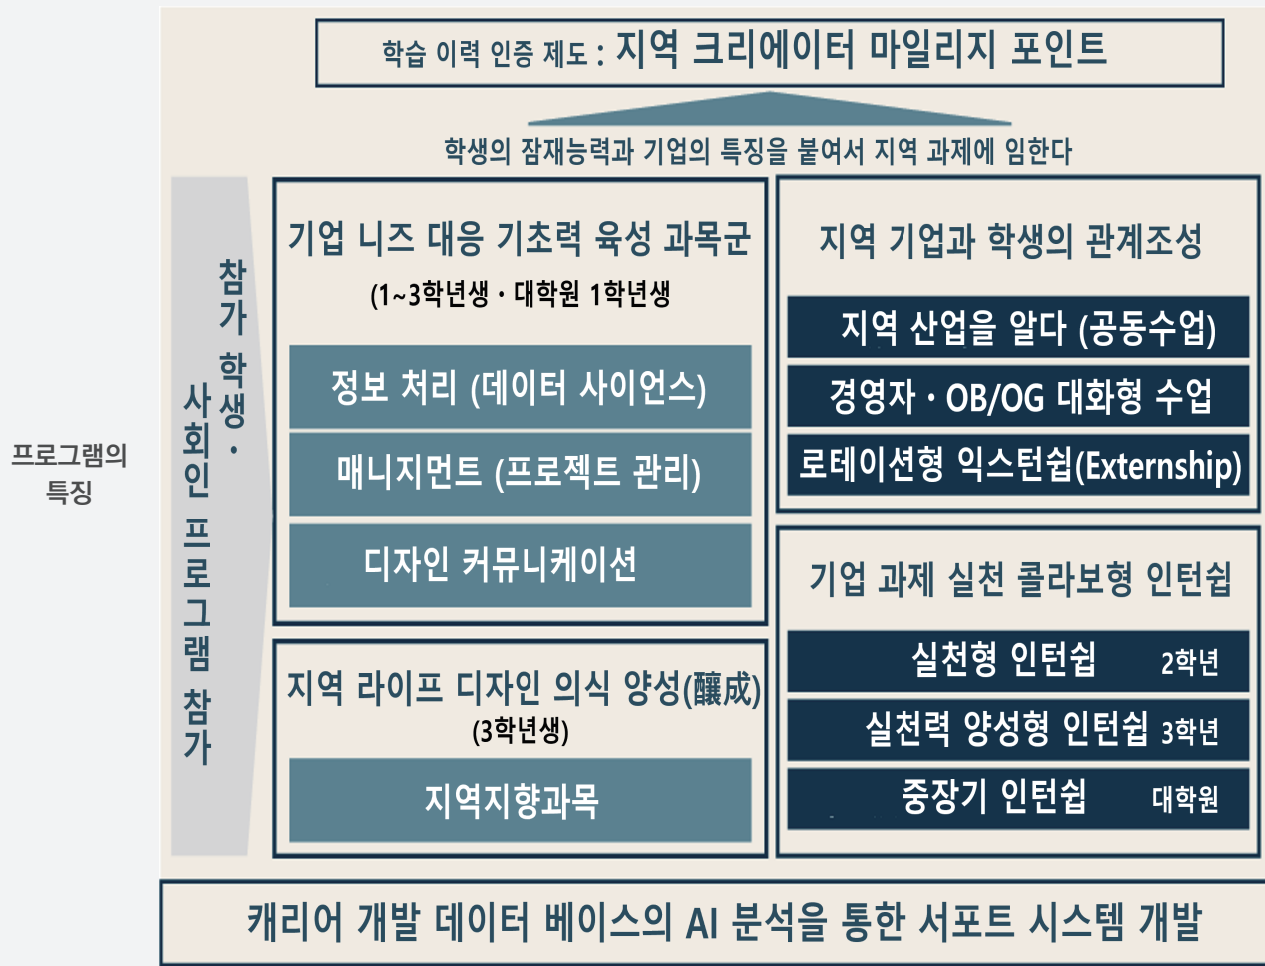 학습 이력 인증 제도 : 지역 크리에이터 마일리지 포인트
학생의 잠재능력과 기업의 특징을 붙여서 지역 과제에 임한다
프로그램의
특징
참가 학생 ·
사회인 프로그램 참가
기업 니즈 대응 기초력 육성 과목군
(1~3학년생 · 대학원 1학년생
정보 처리 (데이터 사이언스)
매니지먼트 (프로젝트 관리)
디자인 커뮤니케이션
지역 라이프 디자인 의식 양성(釀成)
(3학년생)
지역지향과목
지역 기업과 학생의 관계조성
지역 산업을 알다 (공동수업)
경영자 · OB/OG 대화형 수업
로테이션형 익스턴쉽(Externship)
기업 과제 실천 콜라보형 인턴쉽
실천형 인턴쉽 2학년
실천력 양성형 인턴쉽 3학년
중장기 인턴쉽 대학원
캐리어 개발 데이터 베이스의 AI 분석을 통한 서포트 시스템 개발